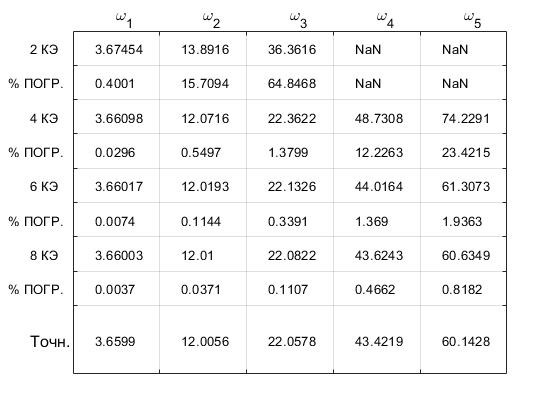 ω1 ω2 ω3 ω4 ω5
2 КЭ 3.67454 13.8916 36.3616 NaN NaN
% ПОГР. 0.4001 15.7094 64.8468 NaN NaN
4 КЭ 3.66098 12.0716 22.3622 48.7308 74.2291
% ПОГР. 0.0296 0.5497 1.3799 12.2263 23.4215
6 КЭ 3.66017 12.0193 22.1326 44.0164 61.3073
% ПОГР. 0.0074 0.1144 0.3391 1.369 1.9363
8 КЭ 3.66003 12.01 22.0822 43.6243 60.6349
% ПОГР. 0.0037 0.0371 0.1107 0.4662 0.8182
Точн. 3.6599 12.0056 22.0578 43.4219 60.1428